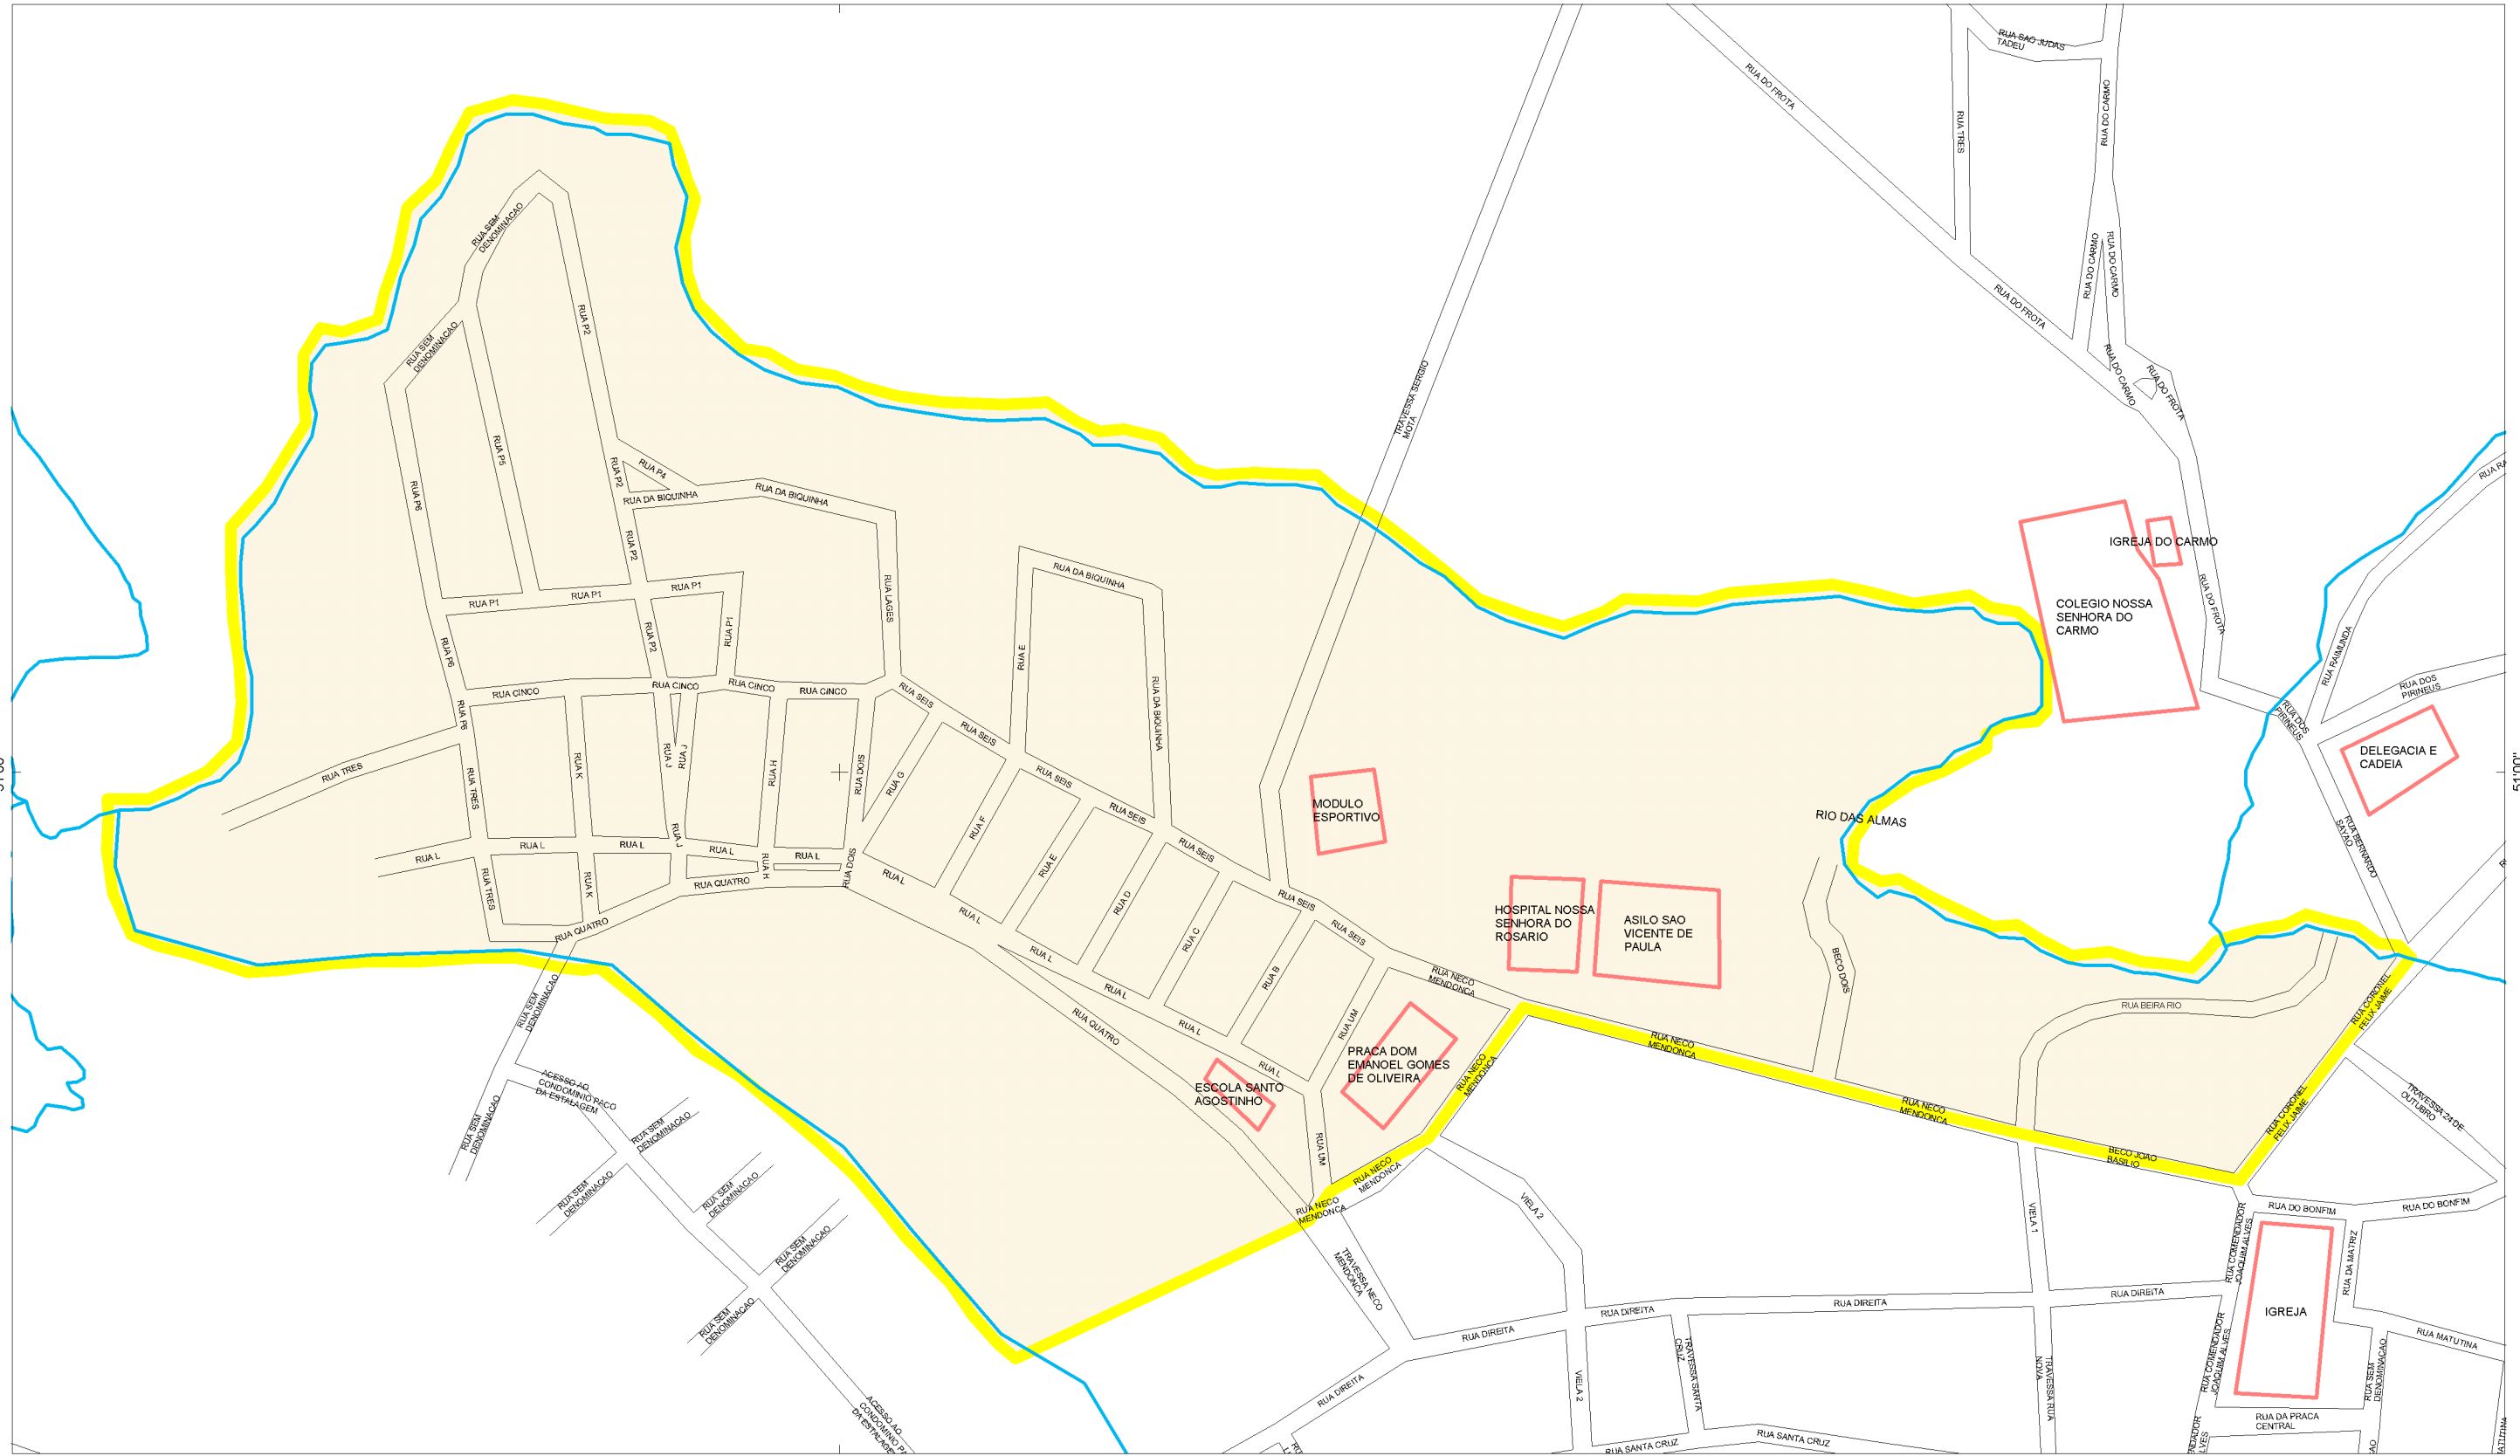 RUA SAO JUDAS
TADEU
RUA DO FROTA
RUA TRES
RUA DO CARMO
RUA SEM
DENOMINACAO
RUA DO CARMO
RUA DO CARMO
RUA DO FROTA
RUA P2
RUA SEM
DENOMINACAO
RUA DO CARMO
RUA DO FROTA
TRAVESSA SERGIO
MOTA
RUA P5
RUA P2
RUA P4
RUA DA BIQUINHA
RUA DA BIQUINHA
RUA P6
RUA P2
IGREJA DO CARMO
RUA DA BIQUINHA
RUA LAGES
RUA P1
RUA P1
RUA P1
RUA P1
RUA DO FROTA
COLEGIO NOSSA
SENHORA DO
CARMO
RUA P6
RUA P2
RUA E
RUA RAIMUNDA
RUA CINCO
RUA CINCO
RUA CINCO
RUA CINCO
RUA SEIS
RUA DA BIQUINHA
RUA DOS
PIRINEUS
RUA DOS
PIRINEUS
RUA P6
RUA SEIS
DELEGACIA E
CADEIA
RUA TRES
RUA TRES
RUA K
RUA J
RUA J
RUA H
RUA DOIS
RUA G
RUA SEIS
RUA SEIS
51'00"
MODULO
ESPORTIVO
RIO DAS ALMAS
RUA BERNARDO
SAYAO
RUA L
RUA L
RUA L
RUA J
RUA L
RUA L
RUA H
RUA DOIS
RUA F
RUA E
RUA SEIS
RUA TRES
RUA K
RUA QUATRO
RUA L
RUA D
RUA SEIS
HOSPITAL NOSSA
SENHORA DO
ROSARIO
ASILO SAO
VICENTE DE
PAULA
RUA QUATRO
RUA L
RUA L
RUA C
RUA SEIS
BECO DOIS
RUA SEM
DENOMINACAO
RUA L
RUA B
RUA NECO
MENDONCA
RUA BEIRA RIO
RUA CORONEL
FELIX JAIME
RUA QUATRO
RUA L
RUA UM
RUA NECO
MENDONCA
PRACA DOM
EMANOEL GOMES
DE OLIVEIRA
RUA L
RUA NECO
MENDONCA
ESCOLA SANTO
AGOSTINHO
ACESSO AO
CONDOMINIO PACO
DA ESTALAGEM
RUA NECO
MENDONCA
RUA CORONEL
FELIX JAIME
TRAVESSA 24 DE
OUTUBRO
RUA SEM
DENOMINACAO
RUA SEM
DENOMINACAO
RUA UM
RUA NECO
MENDONCA
BECO JOAO
BASILIO
RUA SEM
DENOMINACAO
RUA SEM
DENOMINACAO
RUA NECO
MENDONCA
VIELA 2
VIELA 1
RUA DO BONFIM
RUA DO BONFIM
RUA SEM
DENOMINACAO
TRAVESSA NECO
MENDONCA
RUA COMENDADOR
JOAQUIM ALVES
RUA DA MATRIZ
RUA SEM
DENOMINACAO
RUA DIREITA
RUA DIREITA
RUA DIREITA
RUA DIREITA
IGREJA
RUA MATUTINA
TRAVESSA SANTA
CRUZ
TRAVESSA RUA
NOVA
RUA COMENDADOR
JOAQUIM ALVES
RUA SEM
DENOMINACAO
VIELA 2
RUA DIREITA
ACESSO AO
CONDOMINIO PA
DA ESTALAGE
RUA DA PRACA
CENTRAL
RUA SANTA CRUZ
RUA SANTA CRUZ